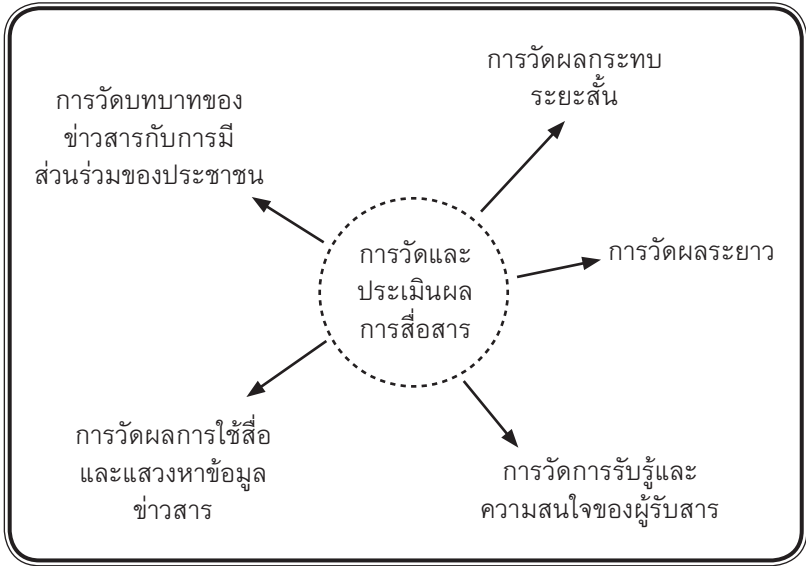 การวัดผลกระทบ
ระยะสั้น
การวัดบทบาทของ
ข่าวสารกับการมี
ส่วนร่วมของประชาชน
การวัดและ
ประเมินผล
การสื่อสาร
การวัดผลระยาว
การวัดผลการใช้สื่อ
และแสวงหาข้อมูล
ข่าวสาร
การวัดการรับรู้และ
ความสนใจของผู้รับสาร